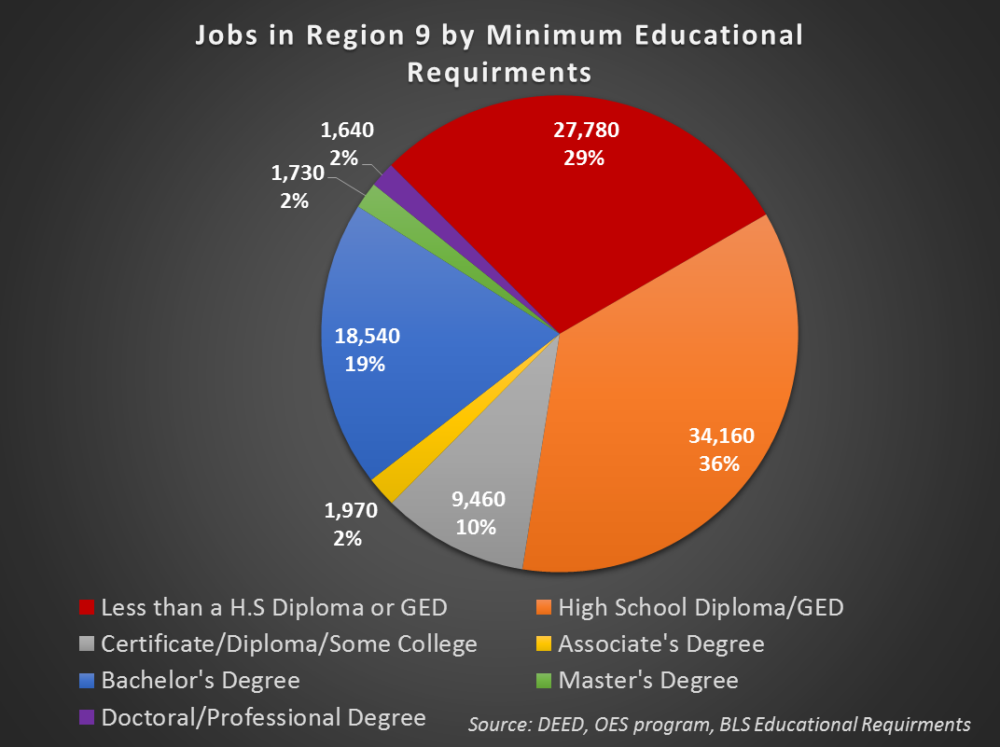 Jobs in Region 9 by Minimum Educational
Requirments
27,780
29%
34,160
36%
9,460
10%
1,970
2%
18,540
19%
1,730
2%
1,640
2%
Less than a H.S Diploma or GED
High School Diploma/GED
Certificate/Diploma/Some College
Associate's Degree
Bachelor's Degree
Master's Degree
Doctoral/Professional Degree
Source: DEED, OES program, BLS Educational Requirments